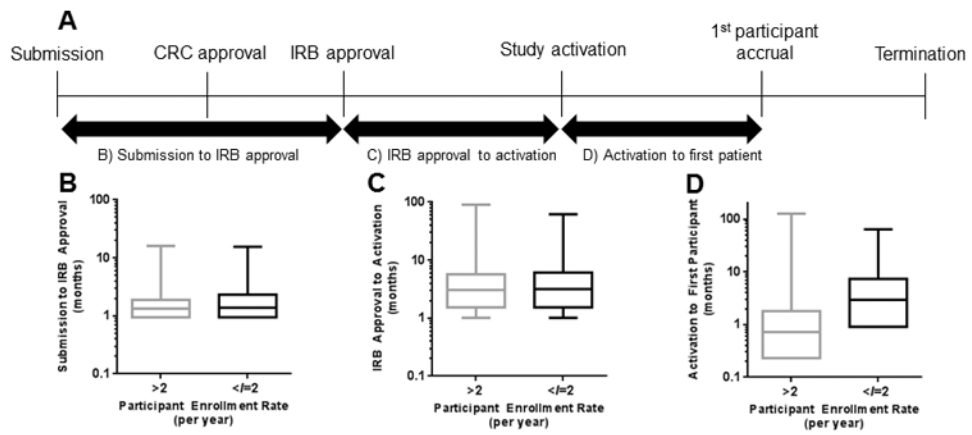 A
Submission
CRC approval
IRB approval
Study activation
1st participant
accrual
Termination
B) Submission to IRB approval
C) IRB approval to activation
D) Activation to first patient
B
Submission to IRB Approval
(months)
100
10
1
0.1
>2
</=2
Participant Enrollment Rate
(per year)
C
IRB Approval to Activation
(months)
100
10
1
0.1
>2
</=2
Participant Enrollment Rate
(per year)
D
Activation to First Participant
(months)
100
10
1
0.1
>2
</=2
Participant Enrollment Rate
(per year)